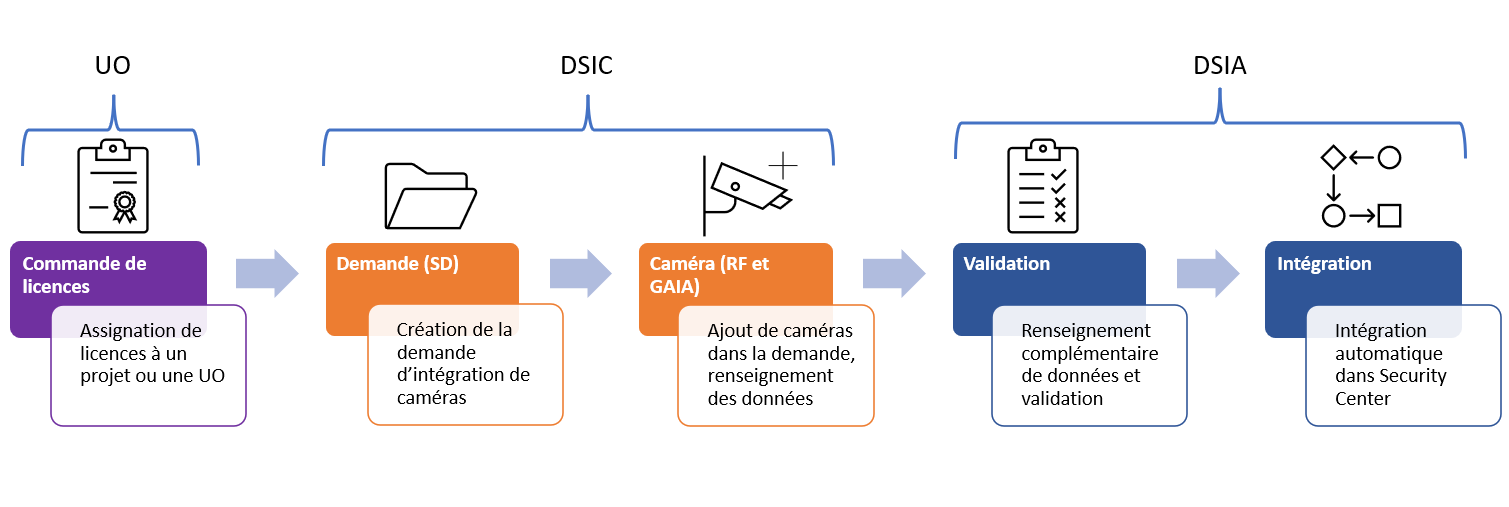 UO
DSIC
DSIA
Commande de
licences
Assignation de
licences à un
projet ou une UO
Demande (SD)
Création de la
demande
d’intégration de
caméras
Caméra (RF et
GAIA)
Ajout de caméras
dans la demande,
renseignement
des données
Validation
Renseignement
complémentaire
de données et
validation
Intégration
Intégration
automatique
dans Security
Center